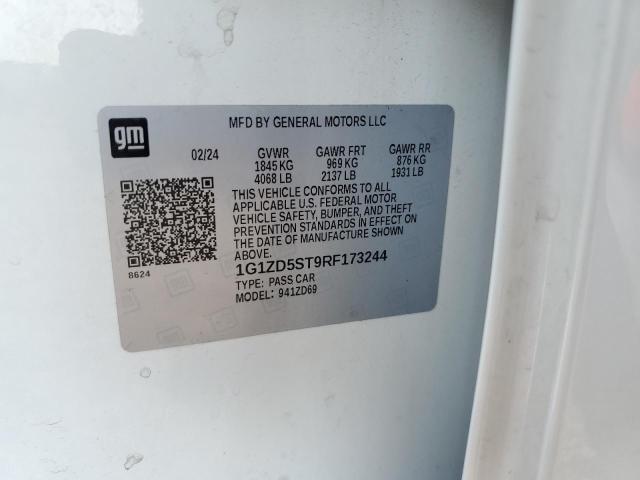 gm
MFD BY GENERAL MOTORS LLC
02/24 GVWR GAWR FRT GAWR RR
1845 KG 969 KG 876 KG
4068 LB 2137 LB 1931 LB
THIS VEHICLE CONFORMS TO ALL
APPLICABLE U.S. FEDERAL MOTOR
VEHICLE SAFETY, BUMPER, AND THEFT
PREVENTION STANDARDS IN EFFECT ON
THE DATE OF MANUFACTURE SHOWN
ABOVE.
8624
1G1ZD5ST9RF173244
TYPE: PASS CAR
MODEL: 941ZD69